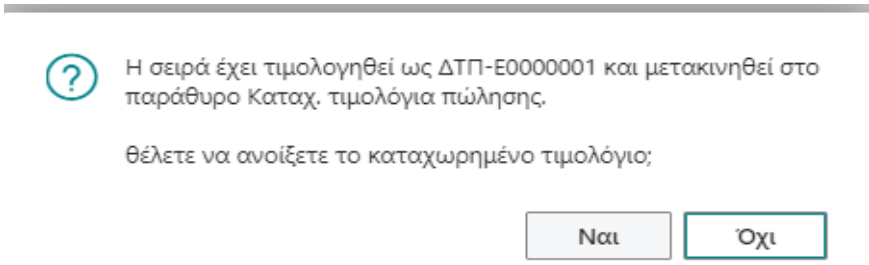 Η σειρά έχει τιμολογηθεί ως ΔΤΠ-Ε0000001 και μετακινηθεί στο
παράθυρο Καταχ. τιμολόγια πώλησης.
θέλετε να ανοίξετε το καταχωρημένο τιμολόγιο;
Ναι
Όχι